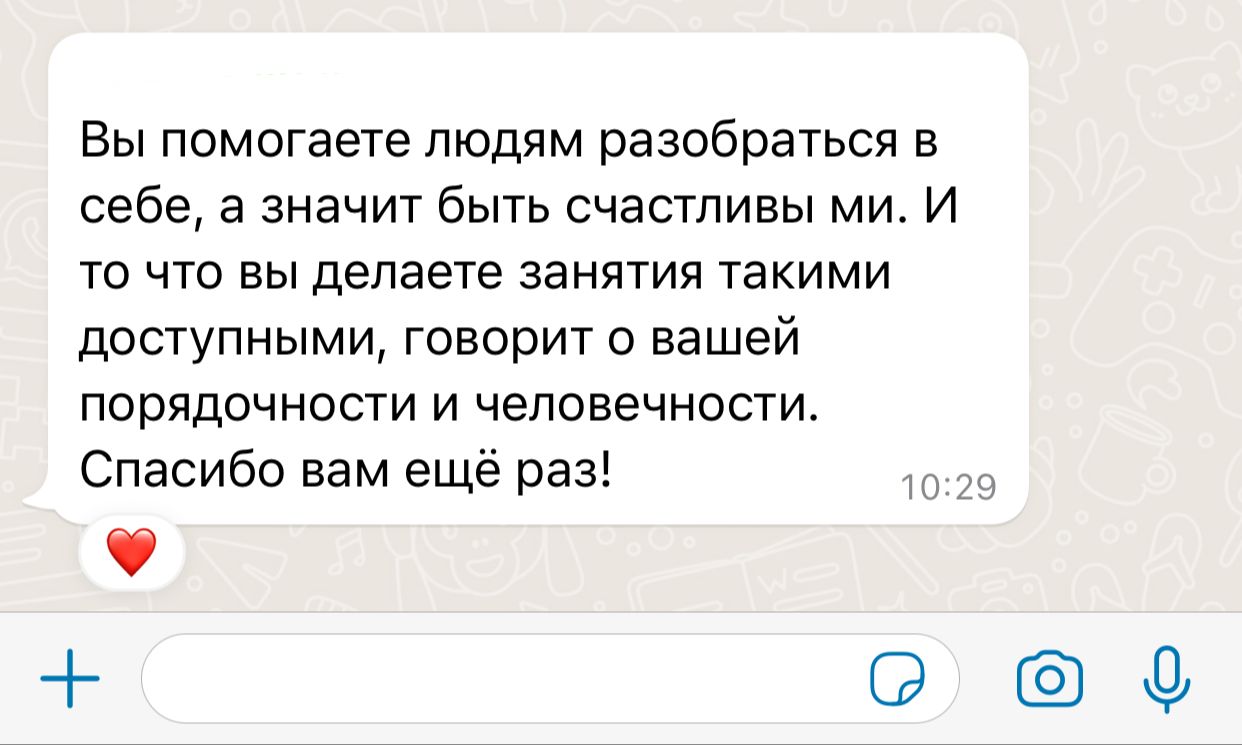 Вы помогаете людям разобраться в
себе, а значит быть счастливы ми. И
то что вы делаете занятия такими
доступными, говорит о вашей
порядочности и человечности.
Спасибо вам ещё раз!
10:29